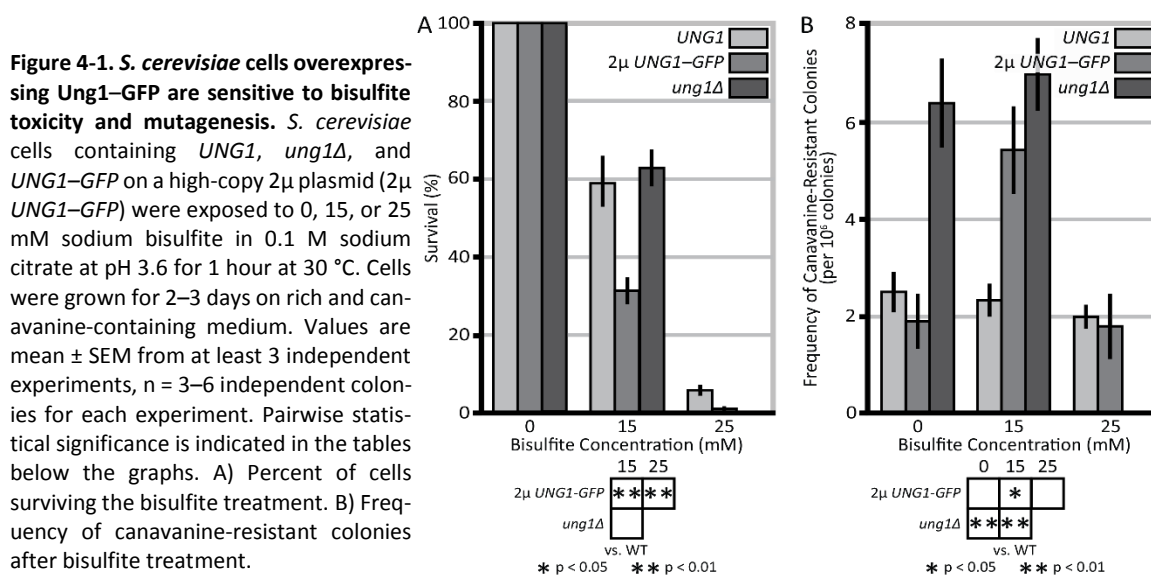 Figure 4-1. S. cerevisiae cells overexpres-
sing Ung1–GFP are sensitive to bisulfite
toxicity and mutagenesis. S. cerevisiae
cells containing UNG1, ung1Δ, and
UNG1–GFP on a high-copy 2μ plasmid (2μ
UNG1–GFP) were exposed to 0, 15, or 25
mM sodium bisulfite in 0.1 M sodium
citrate at pH 3.6 for 1 hour at 30 °C. Cells
were grown for 2–3 days on rich and can-
avanine-containing medium. Values are
mean ± SEM from at least 3 independent
experiments, n = 3–6 independent colon-
ies for each experiment. Pairwise statis-
tical significance is indicated in the tables
below the graphs. A) Percent of cells
surviving the bisulfite treatment. B) Freq-
uency of canavanine-resistant colonies
after bisulfite treatment.
A
Survival (%)
100
80
60
40
20
0
UNG1
2μ UNG1–GFP
ung1Δ
0 15 25
Bisulfite Concentration (mM)
15 25
2μ UNG1-GFP ** **
ung1Δ
vs. WT
* p < 0.05 ** p < 0.01
B
Frequency of Canavanine-Resistant Colonies
(per 10⁶ colonies)
8
6
4
2
0
UNG1
2μ UNG1–GFP
ung1Δ
0 15 25
Bisulfite Concentration (mM)
0 15 25
2μ UNG1-GFP *
ung1Δ ** **
vs. WT
* p < 0.05 ** p < 0.01